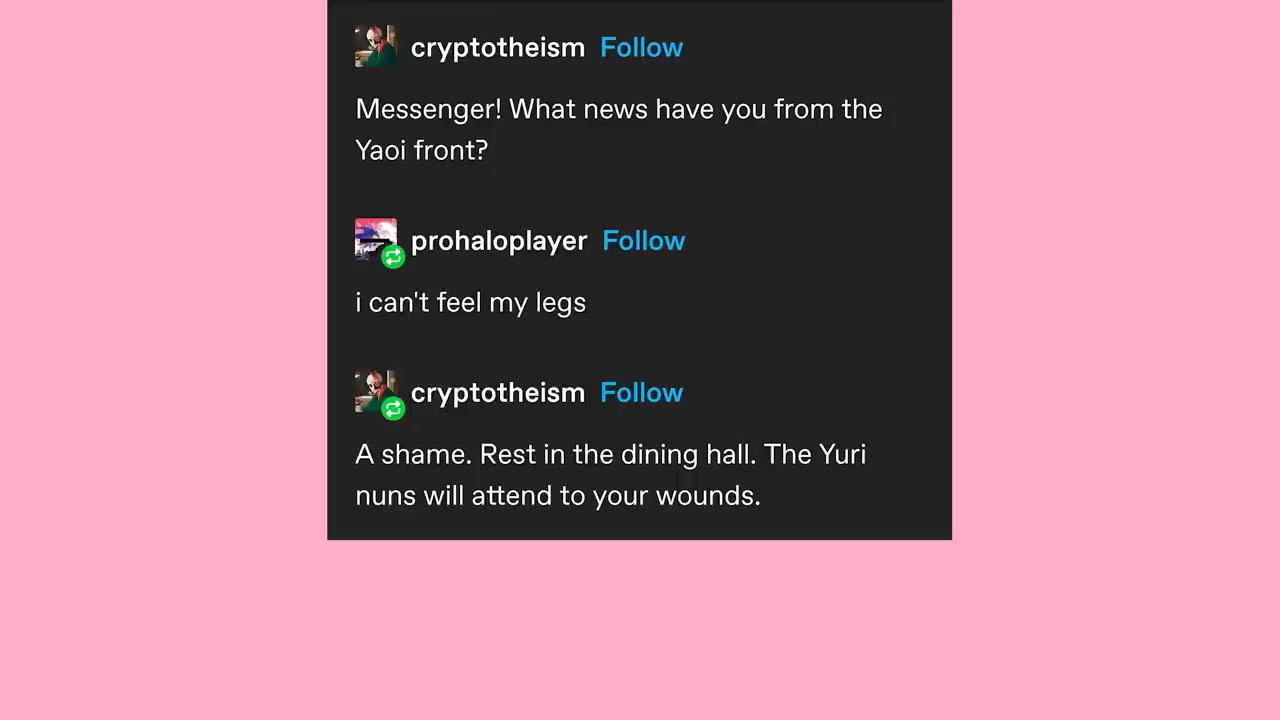 cryptotheism Follow
Messenger! What news have you from the
Yaoi front?
prohaloplayer Follow
i can't feel my legs
cryptotheism Follow
A shame. Rest in the dining hall. The Yuri
nuns will attend to your wounds.